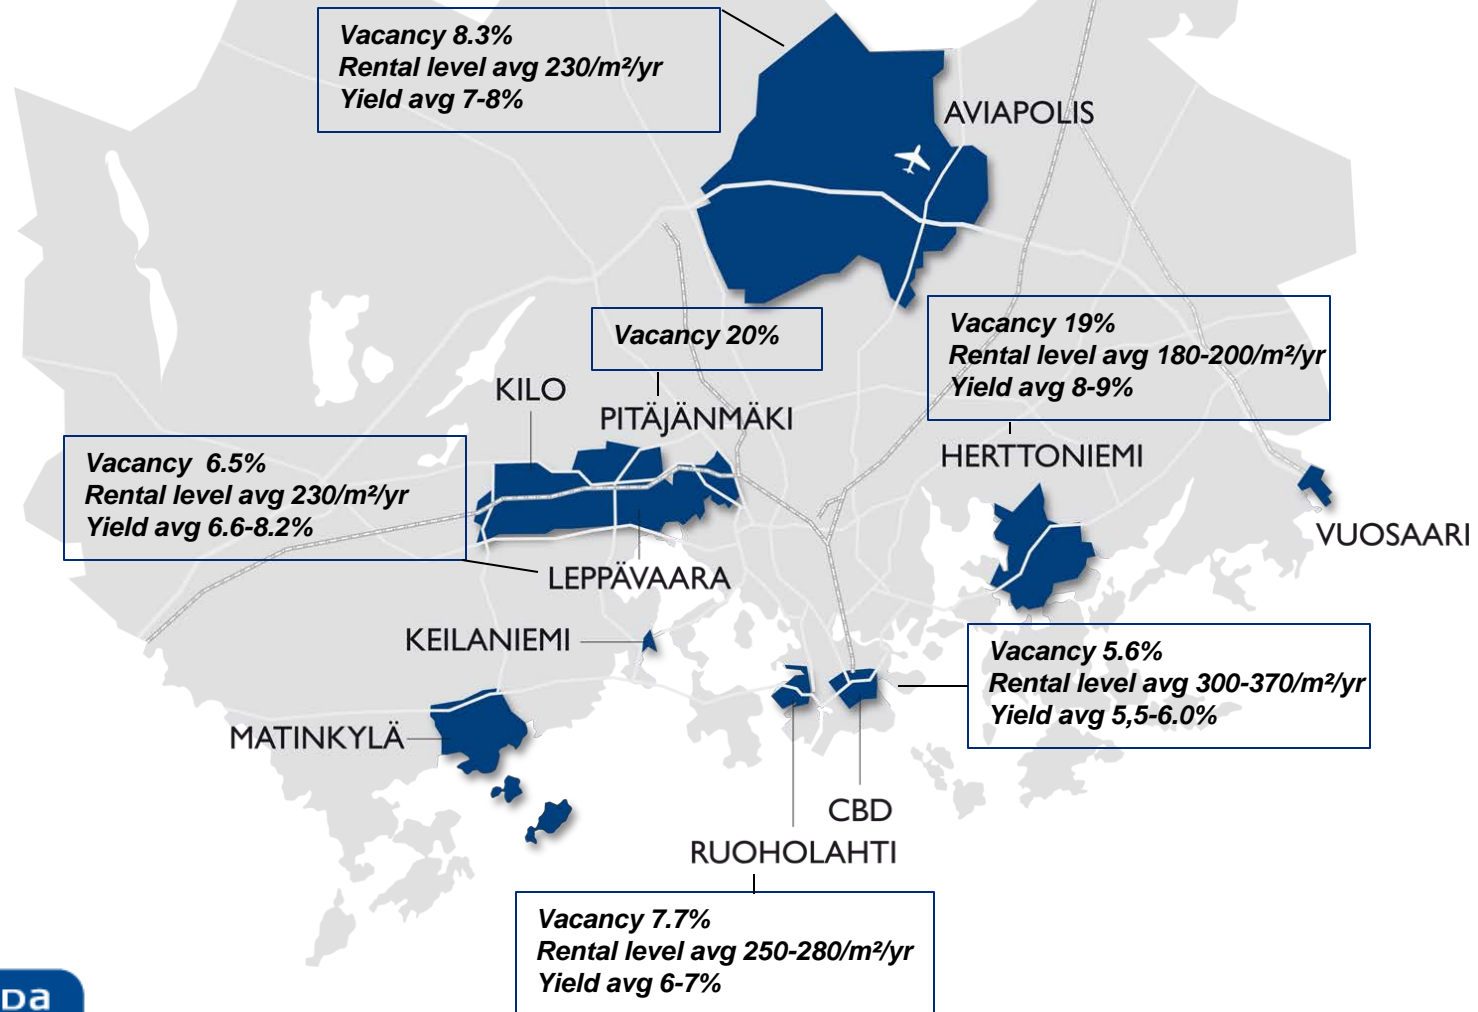 Vacancy 8.3%
Rental level avg 230/m²/yr
Yield avg 7-8%
AVIAPOLIS
Vacancy 20%
Vacancy 19%
Rental level avg 180-200/m²/yr
Yield avg 8-9%
KILO
PITÄJÄNMÄKI
HERTTONIEMI
Vacancy 6.5%
Rental level avg 230/m²/yr
Yield avg 6.6-8.2%
VUOSAARI
LEPPÄVAARA
KEILANIEMI
Vacancy 5.6%
Rental level avg 300-370/m²/yr
Yield avg 5,5-6.0%
MATINKYLÄ
CBD
RUOHOLAHTI
Vacancy 7.7%
Rental level avg 250-280/m²/yr
Yield avg 6-7%